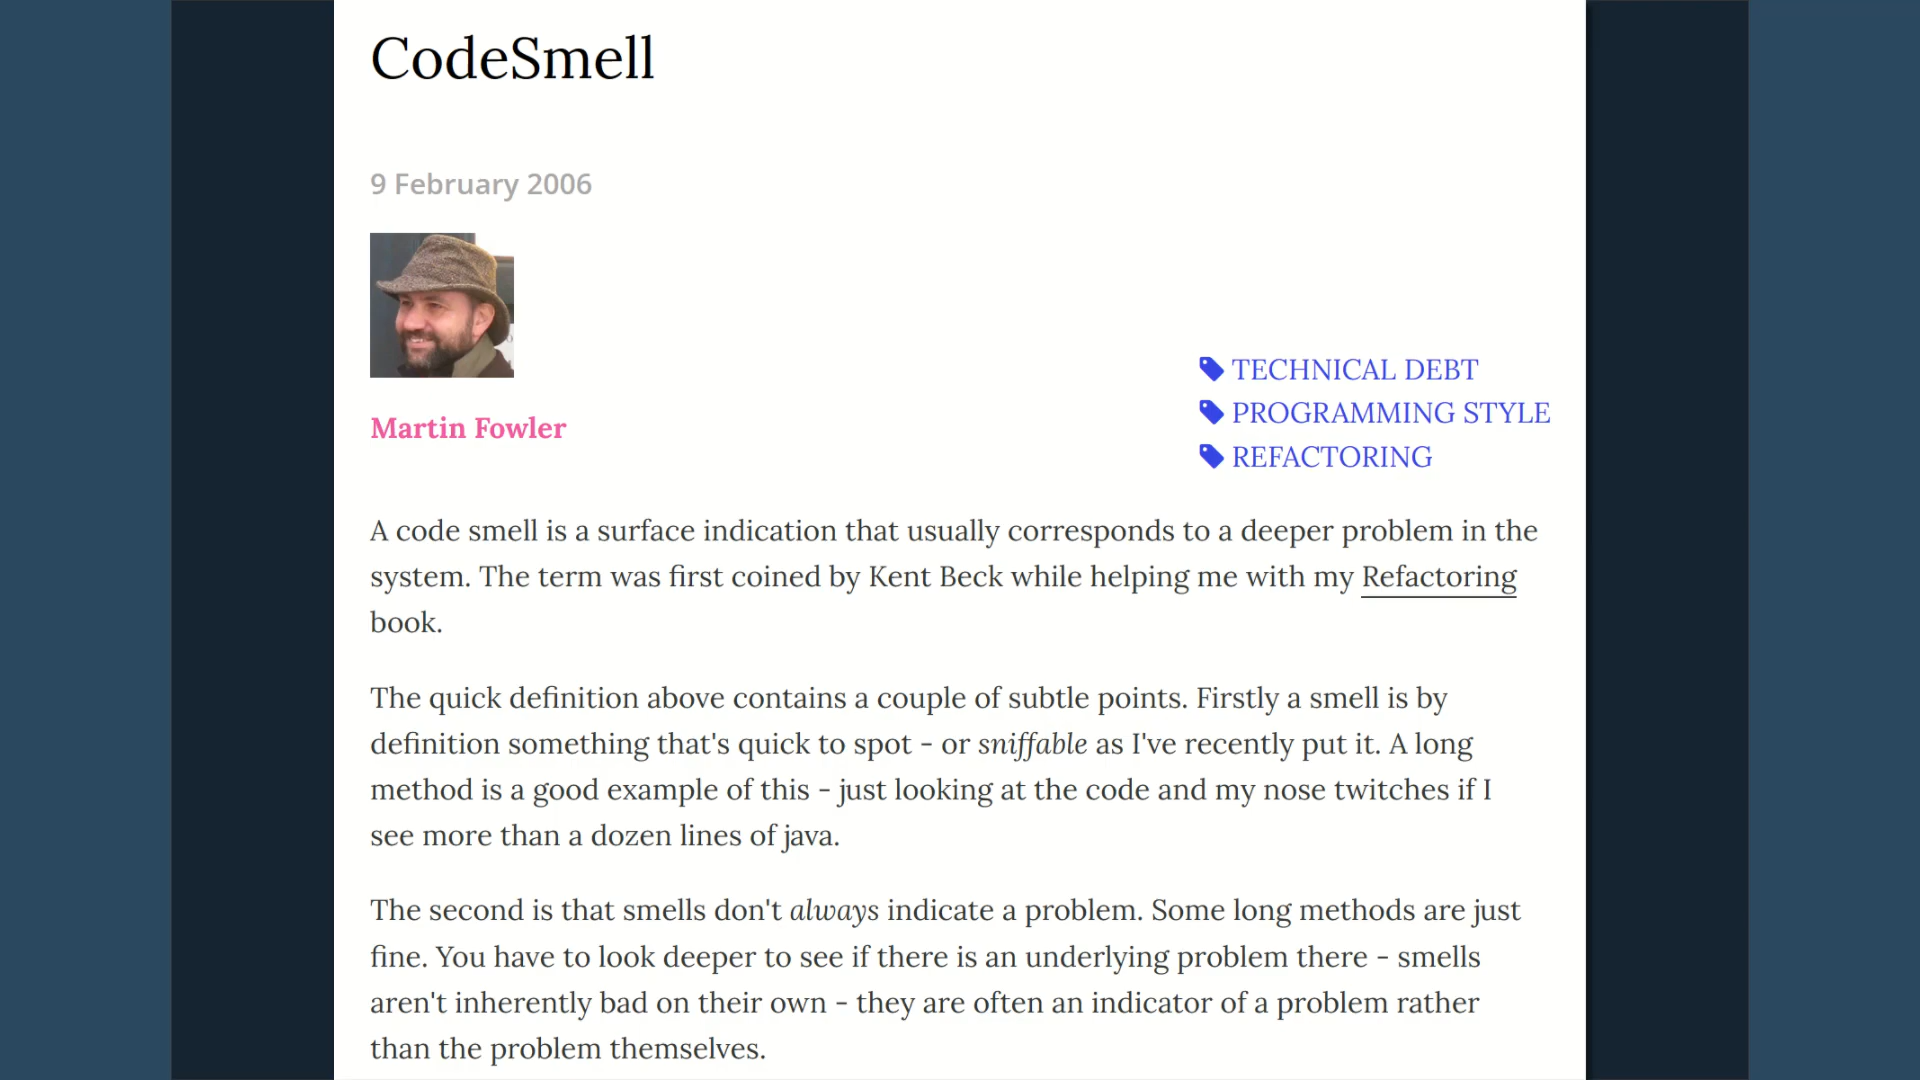 CodeSmell
9 February 2006
Martin Fowler
TECHNICAL DEBT
PROGRAMMING STYLE
REFACTORING
A code smell is a surface indication that usually corresponds to a deeper problem in the
system. The term was first coined by Kent Beck while helping me with my Refactoring
book.
The quick definition above contains a couple of subtle points. Firstly a smell is by
definition something that's quick to spot - or sniffable as I've recently put it. A long
method is a good example of this - just looking at the code and my nose twitches if I
see more than a dozen lines of java.
The second is that smells don't always indicate a problem. Some long methods are just
fine. You have to look deeper to see if there is an underlying problem there - smells
aren't inherently bad on their own - they are often an indicator of a problem rather
than the problem themselves.